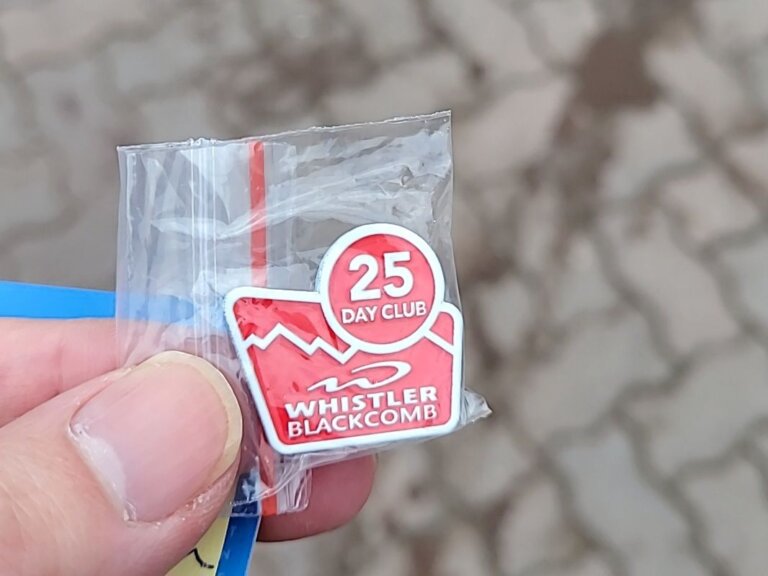 25
DAY CLUB
WHISTLER
BLACKCOMB